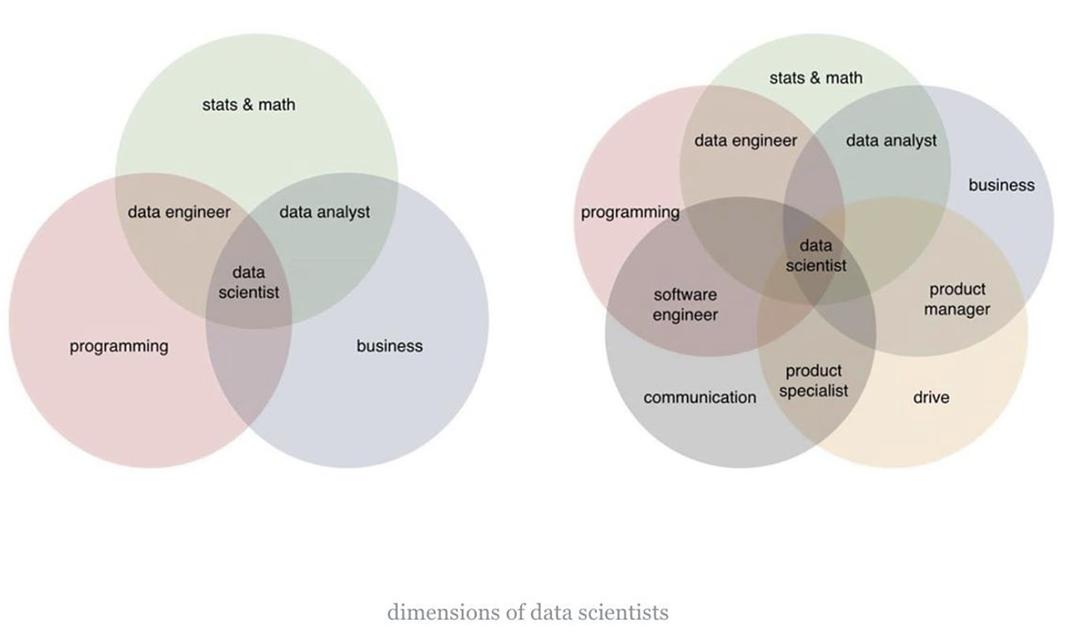 stats & math
data engineer
data analyst
data
scientist
programming
business
stats & math
data engineer
data analyst
business
programming
data
scientist
software
engineer
product
manager
product
specialist
communication
drive
dimensions of data scientists